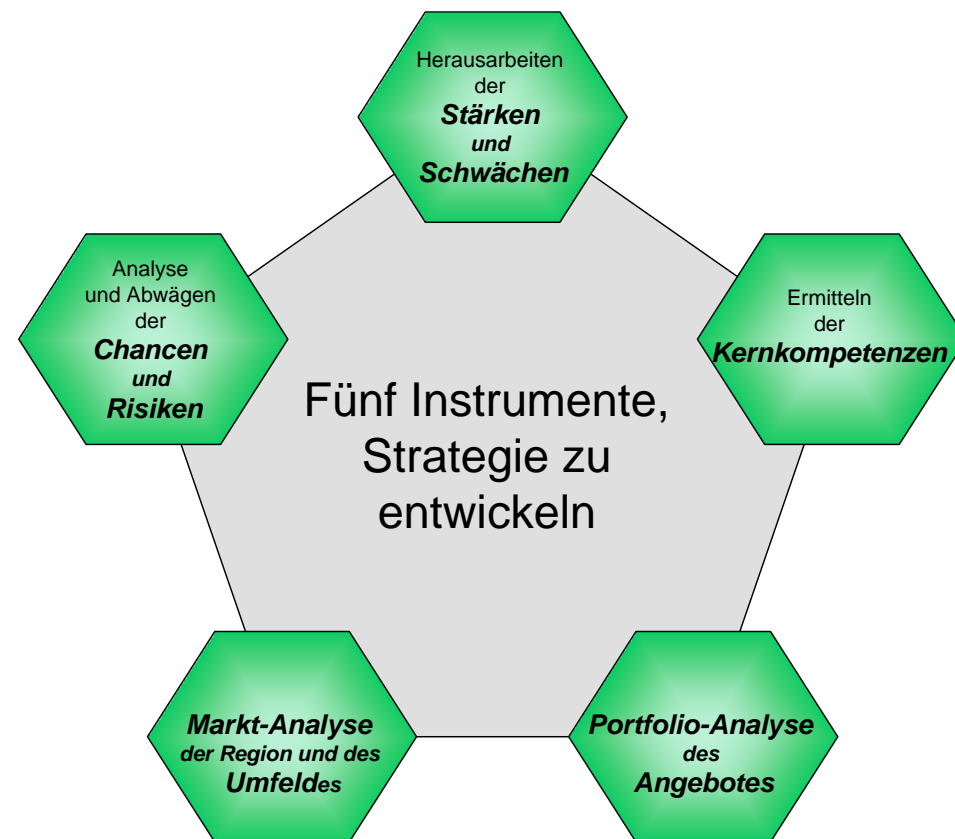 Herausarbeiten
der
Stärken
und
Schwächen
Analyse
und Abwägen
der
Chancen
und
Risiken
Ermitteln
der
Kernkompetenzen
Fünf Instrumente,
Strategie zu
entwickeln
Markt-Analyse
der Region und des
Umfeldes
Portfolio-Analyse
des
Angebotes